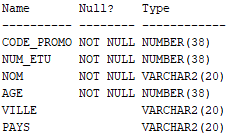 Name       Null?    Type
---------- -------- ------------
CODE_PROMO NOT NULL NUMBER(38)
NUM_ETU    NOT NULL NUMBER(38)
NOM        NOT NULL VARCHAR2(20)
AGE        NOT NULL NUMBER(38)
VILLE               VARCHAR2(20)
PAYS                VARCHAR2(20)